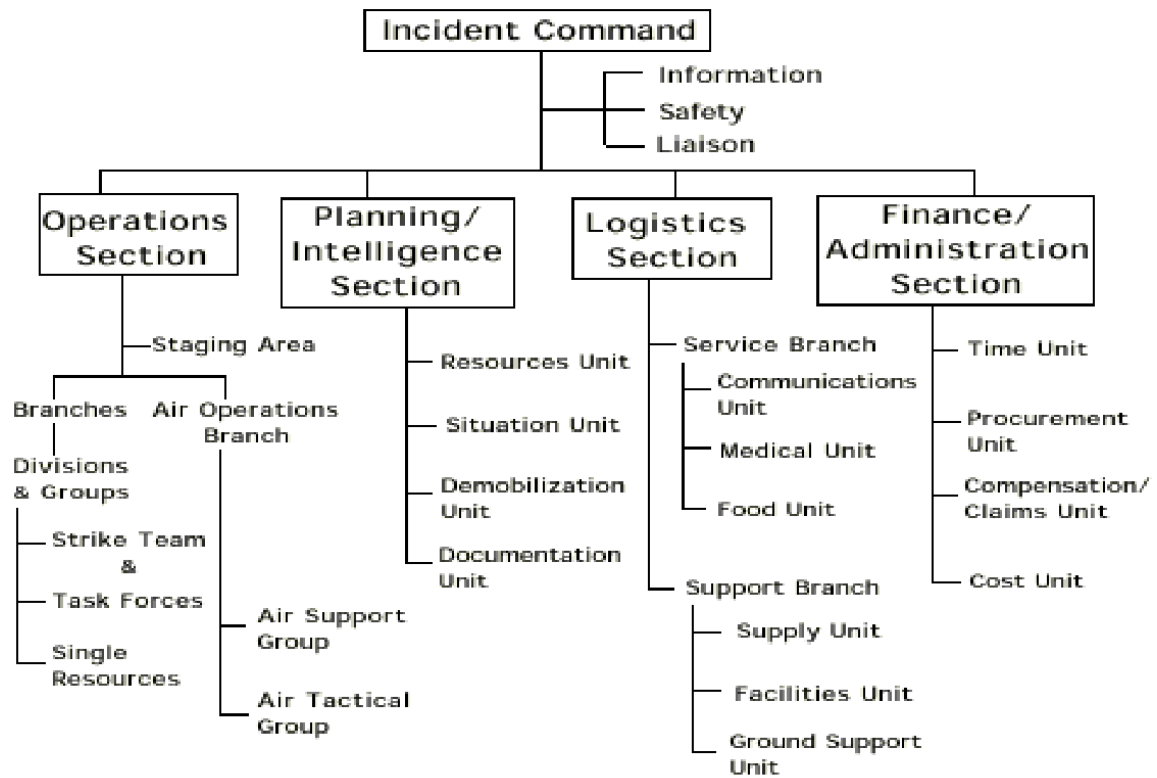 Incident Command
Information
Safety
Liaison
Operations
Section
Planning/
Intelligence
Section
Logistics
Section
Finance/
Administration
Section
Staging Area
Branches
Air Operations
Branch
Divisions
& Groups
Strike Team
&
Task Forces
Single
Resources
Air Support
Group
Air Tactical
Group
Resources Unit
Situation Unit
Demobilization
Unit
Documentation
Unit
Service Branch
Communications
Unit
Medical Unit
Food Unit
Support Branch
Supply Unit
Facilities Unit
Ground Support
Unit
Time Unit
Procurement
Unit
Compensation/
Claims Unit
Cost Unit